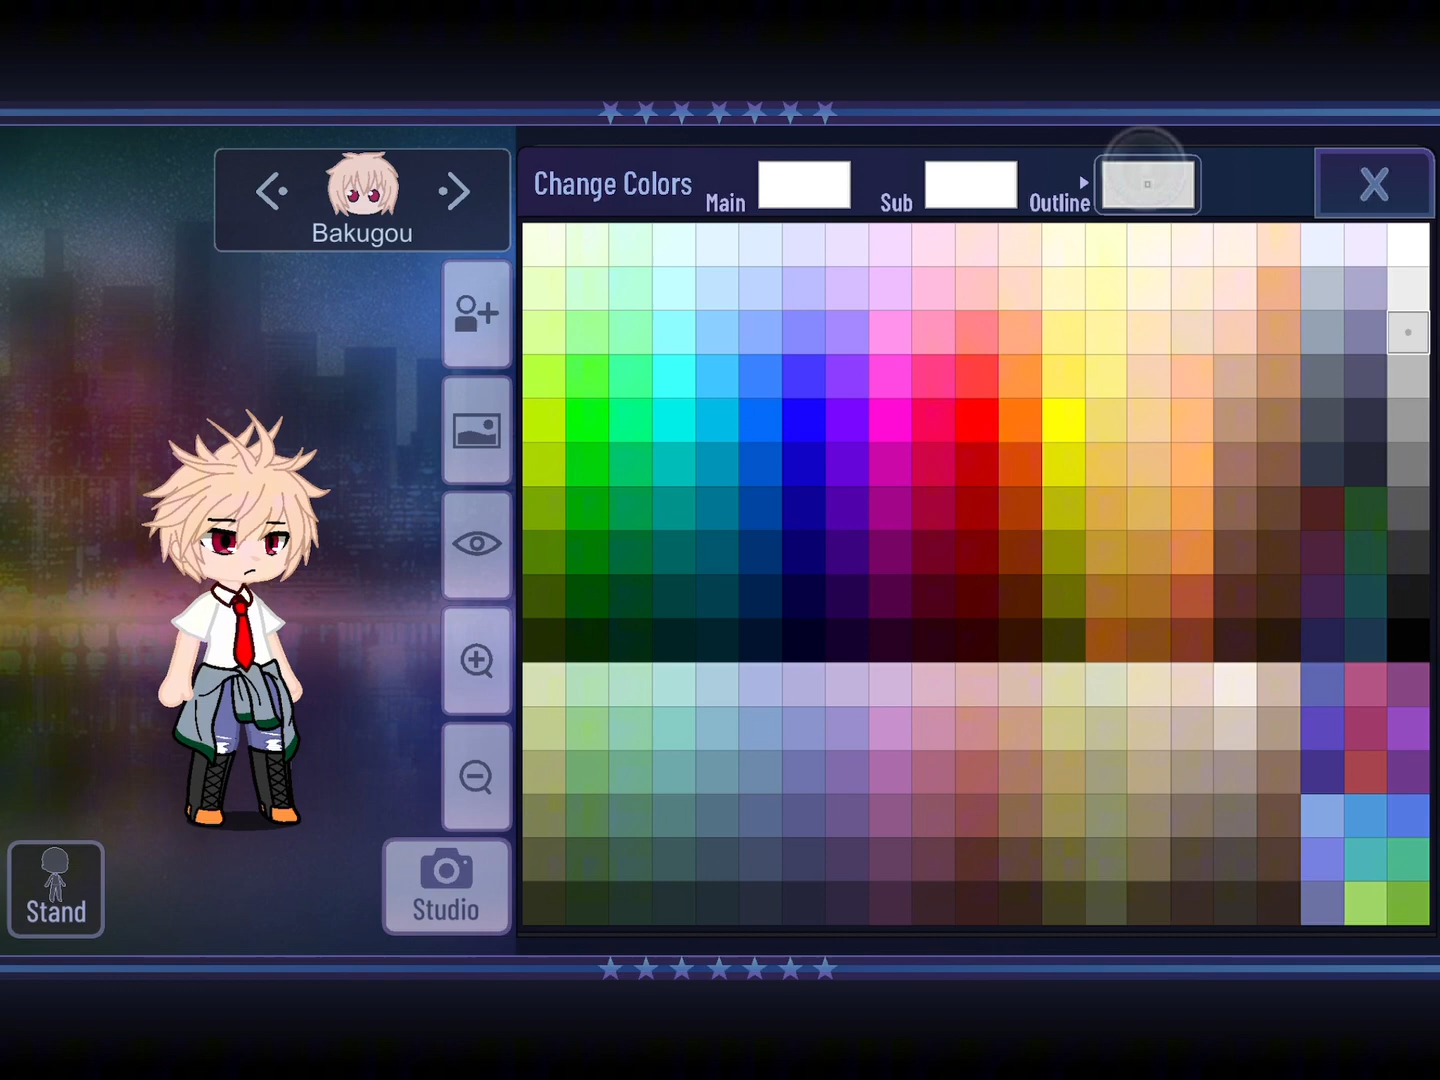 Bakugou
Change Colors
Main
Sub
Outline
Stand
Studio